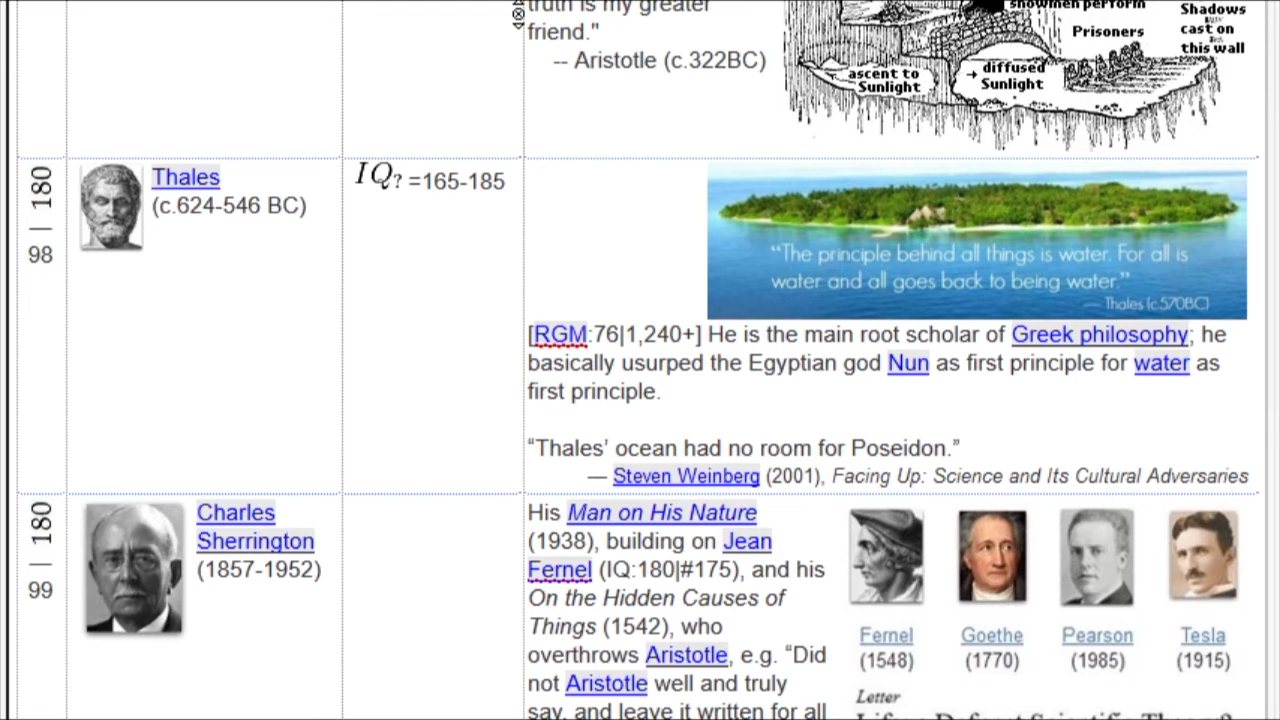 truth is my greater
friend."
-- Aristotle (c.322BC)
snowmen perform
Prisoners
Shadows
cast on
this wall
ascent to
Sunlight
→ diffused
Sunlight
180
|
98
Thales
(c.624-546 BC)
IQ? =165-185
“The principle behind all things is water. For all is
water and all goes back to being water.”
— Thales (c.570BC)
[RGM:76|1,240+] He is the main root scholar of Greek philosophy; he
basically usurped the Egyptian god Nun as first principle for water as
first principle.
“Thales’ ocean had no room for Poseidon.”
— Steven Weinberg (2001), Facing Up: Science and Its Cultural Adversaries
180
|
99
Charles
Sherrington
(1857-1952)
His Man on His Nature
(1938), building on Jean
Fernel (IQ:180|#175), and his
On the Hidden Causes of
Things (1542), who
overthrows Aristotle, e.g. “Did
not Aristotle well and truly
say, and leave it written for all
Fernel
(1548)
Goethe
(1770)
Pearson
(1985)
Tesla
(1915)
Letter